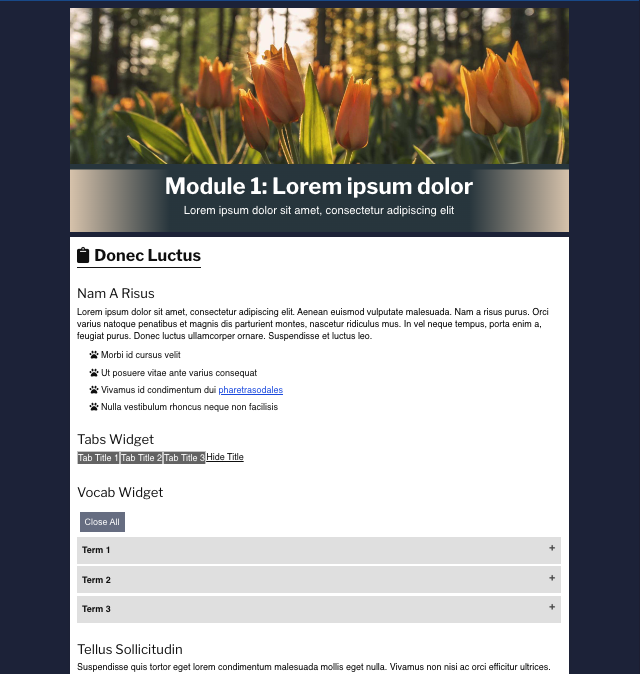 Module 1: Lorem ipsum dolor
Lorem ipsum dolor sit amet, consectetur adipiscing elit
Donec Luctus
Nam A Risus
Lorem ipsum dolor sit amet, consectetur adipiscing elit. Aenean euismod vulputate malesuada. Nam a risus purus. Orci
varius natoque penatibus et magnis dis parturient montes, nascetur ridiculus mus. In vel neque tempus, porta enim a,
feugiat purus. Donec luctus ullamcorper ornare. Suspendisse et luctus leo.
Morbi id cursus velit
Ut posuere vitae ante varius consequat
Vivamus id condimentum dui pharetrasodales
Nulla vestibulum rhoncus neque non facilisis
Tabs Widget
Tab Title 1 Tab Title 2 Tab Title 3 Hide Title
Vocab Widget
Close All
Term 1 +
Term 2 +
Term 3 +
Tellus Sollicitudin
Suspendisse quis tortor eget lorem condimentum malesuada mollis eget nulla. Vivamus non nisi ac orci efficitur ultrices.